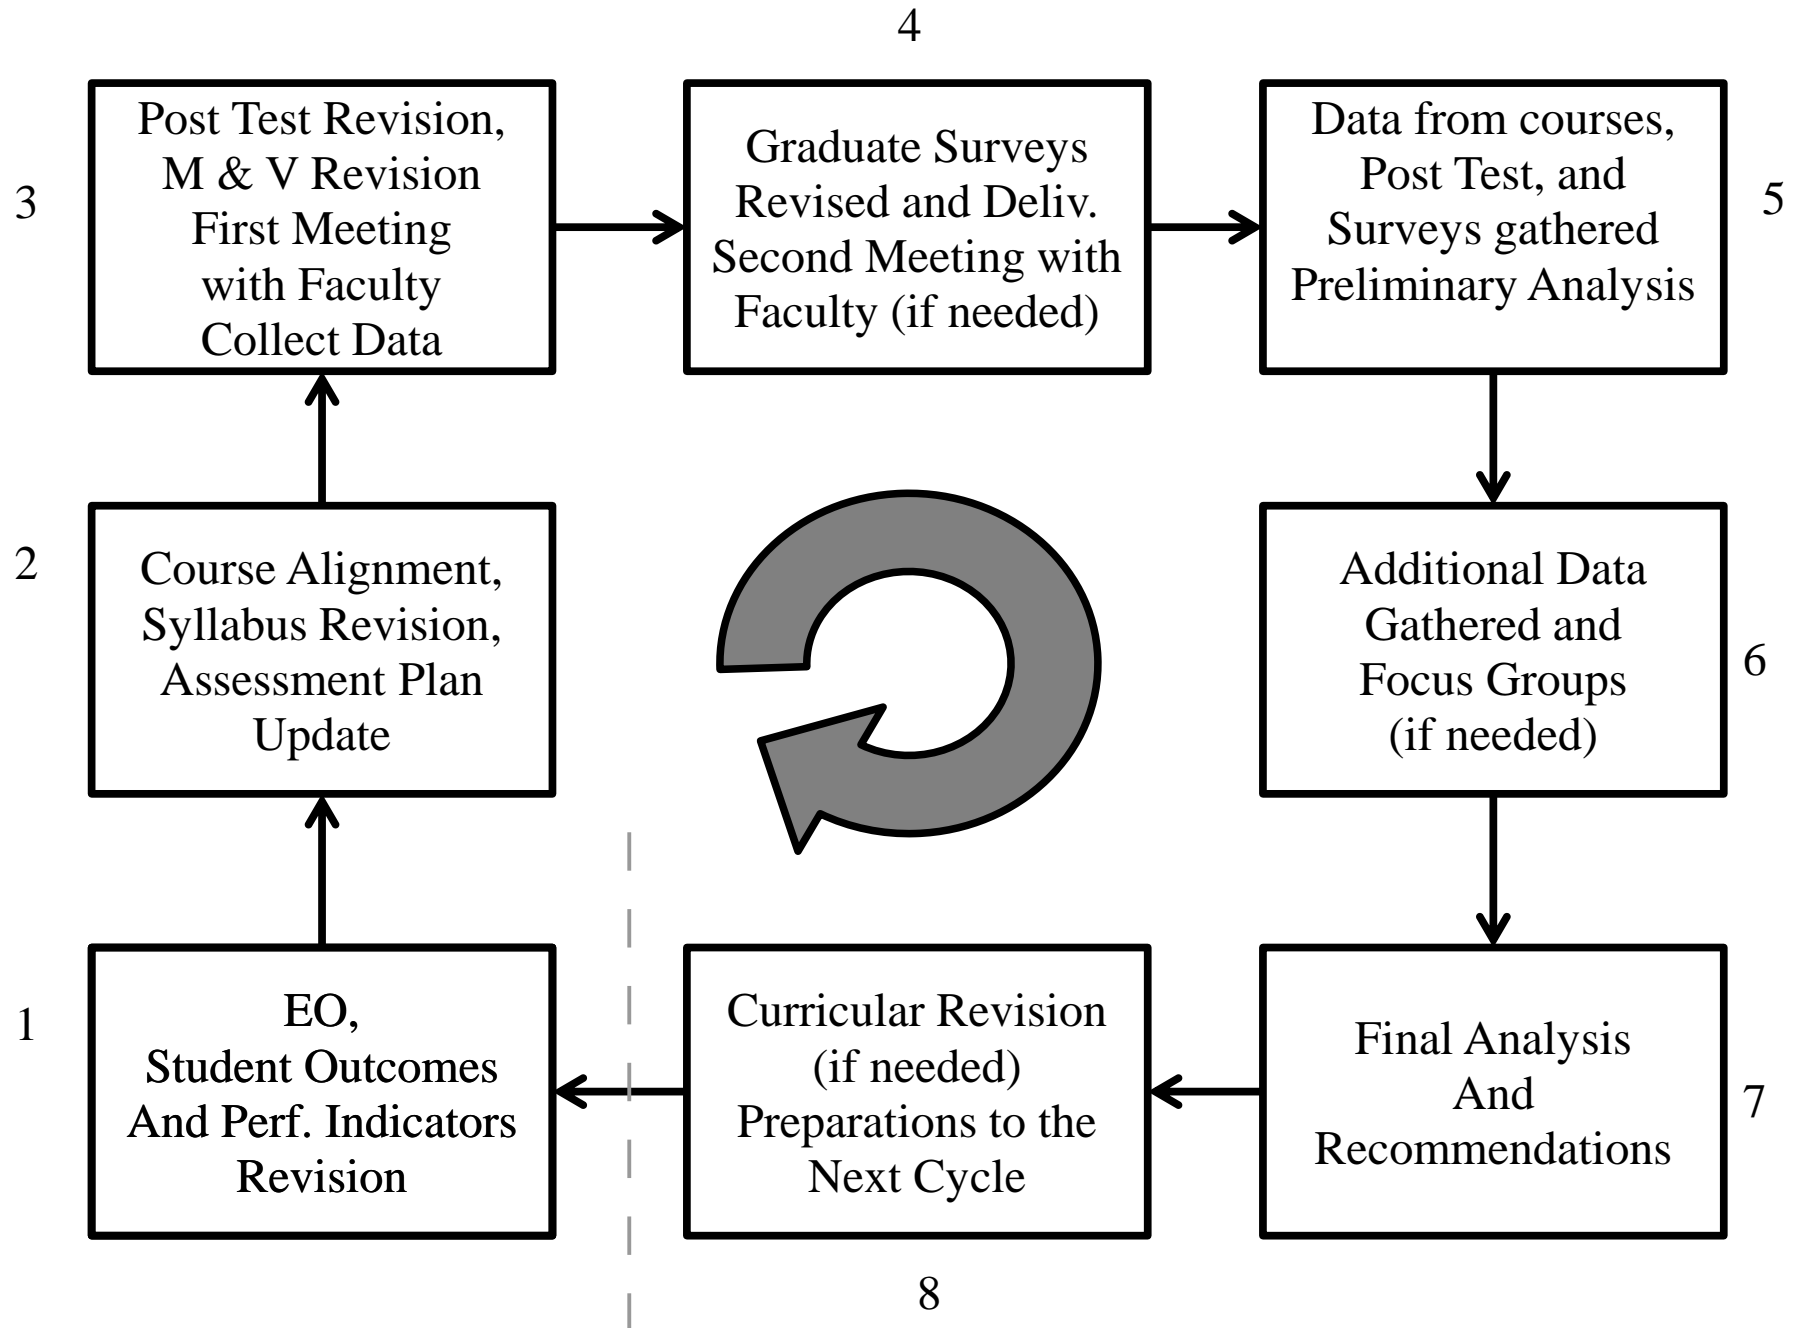 4
3
Post Test Revision,
M & V Revision
First Meeting
with Faculty
Collect Data
Graduate Surveys
Revised and Deliv.
Second Meeting with
Faculty (if needed)
Data from courses,
Post Test, and
Surveys gathered
Preliminary Analysis
5
2
Course Alignment,
Syllabus Revision,
Assessment Plan
Update
Additional Data
Gathered and
Focus Groups
(if needed)
6
1
EO,
Student Outcomes
And Perf. Indicators
Revision
Curricular Revision
(if needed)
Preparations to the
Next Cycle
Final Analysis
And
Recommendations
7
8